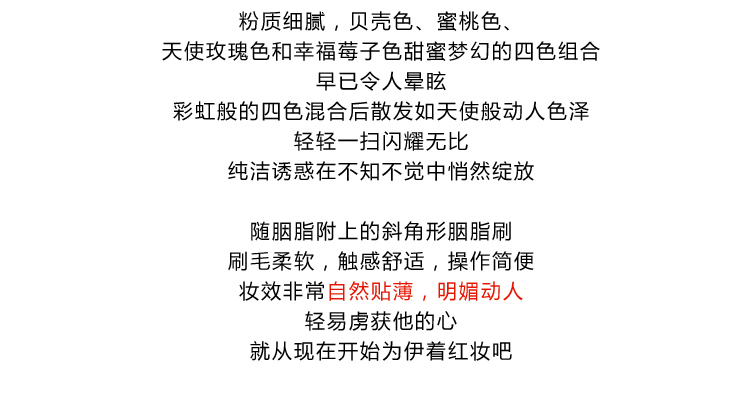 粉质细腻，贝壳色、蜜桃色、
天使玫瑰色和幸福莓子色甜蜜梦幻的四色组合
早已令人晕眩
彩虹般的四色混合后散发如天使般动人色泽
轻轻一扫闪耀无比
纯洁诱惑在不知不觉中悄然绽放
随胭脂附上的斜角形胭脂刷
刷毛柔软，触感舒适，操作简便
妆效非常自然贴薄，明媚动人
轻易虏获他的心
就从现在开始为伊着红妆吧